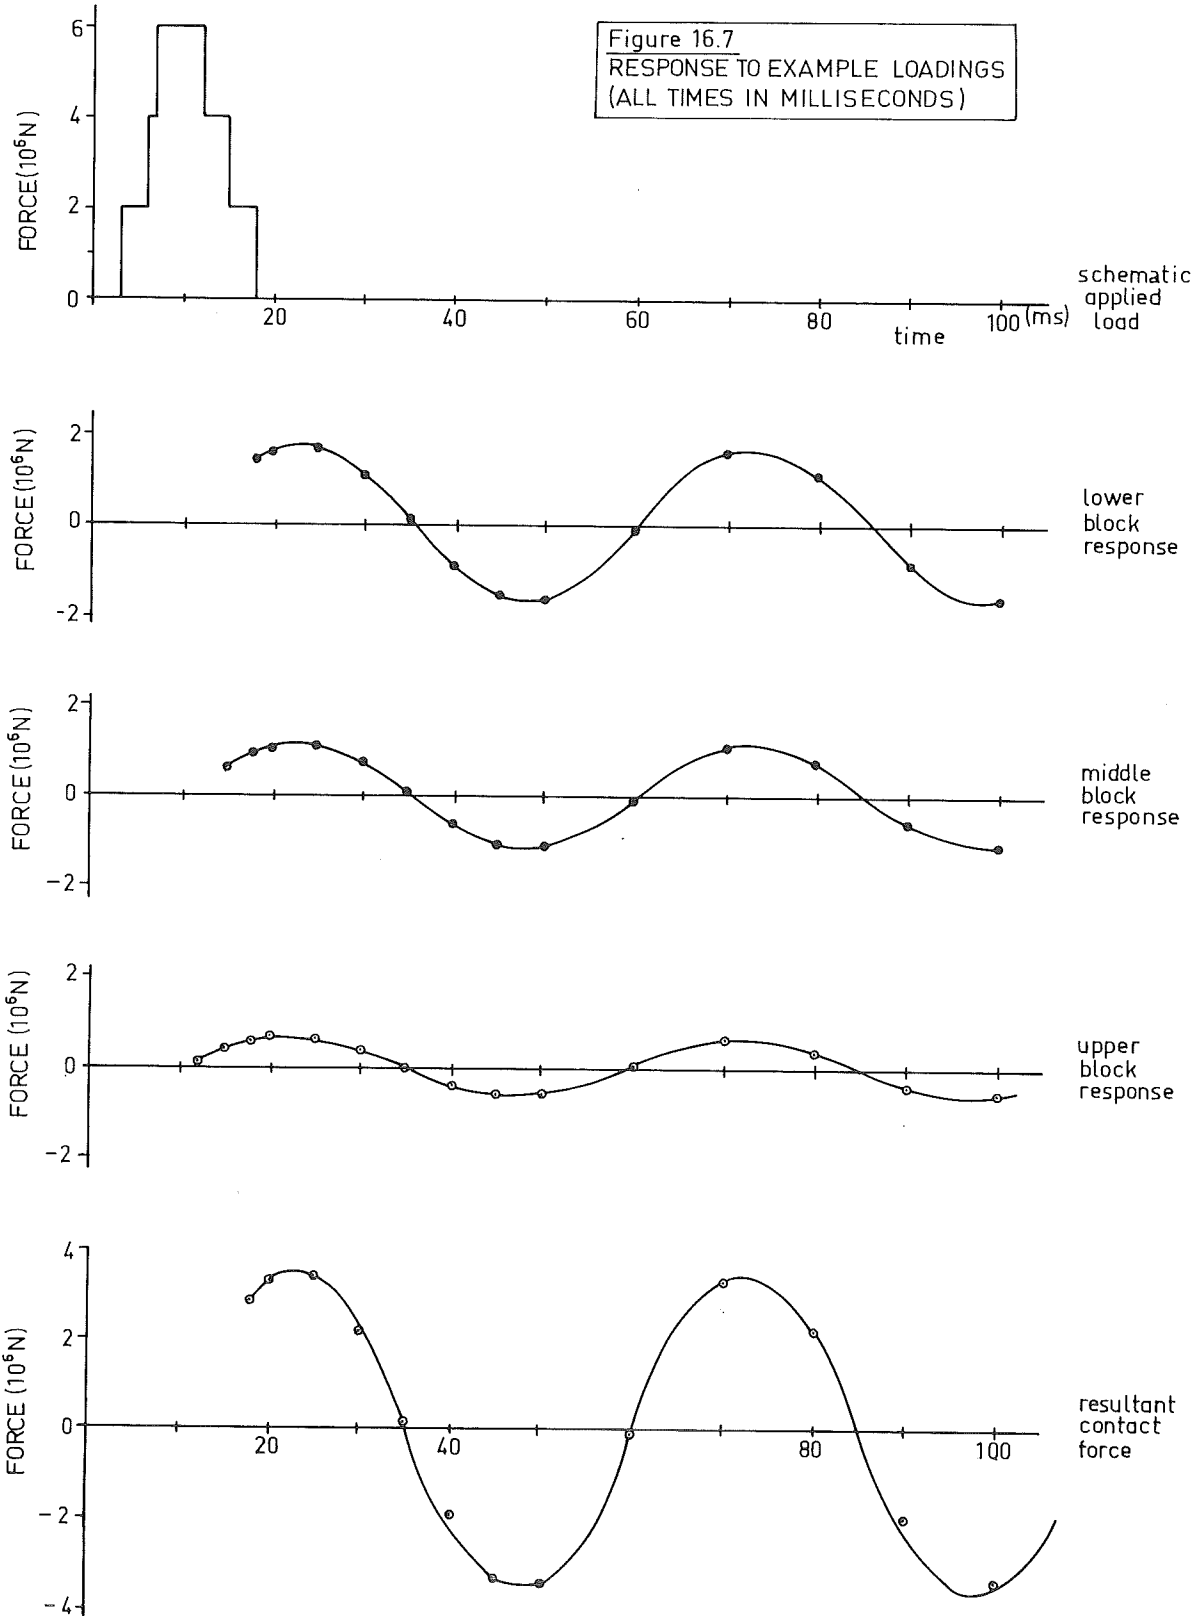 Figure 16.7
RESPONSE TO EXAMPLE LOADINGS
(ALL TIMES IN MILLISECONDS)
FORCE(10⁶N)
6
4
2
0
20
40
60
80
100 (ms)
time
schematic
applied
load
FORCE(10⁶N)
2
0
-2
lower
block
response
FORCE(10⁶N)
2
0
-2
middle
block
response
FORCE (10⁶N)
2
0
-2
upper
block
response
FORCE (10⁶N)
4
2
0
-2
-4
20
40
80
100
resultant
contact
force